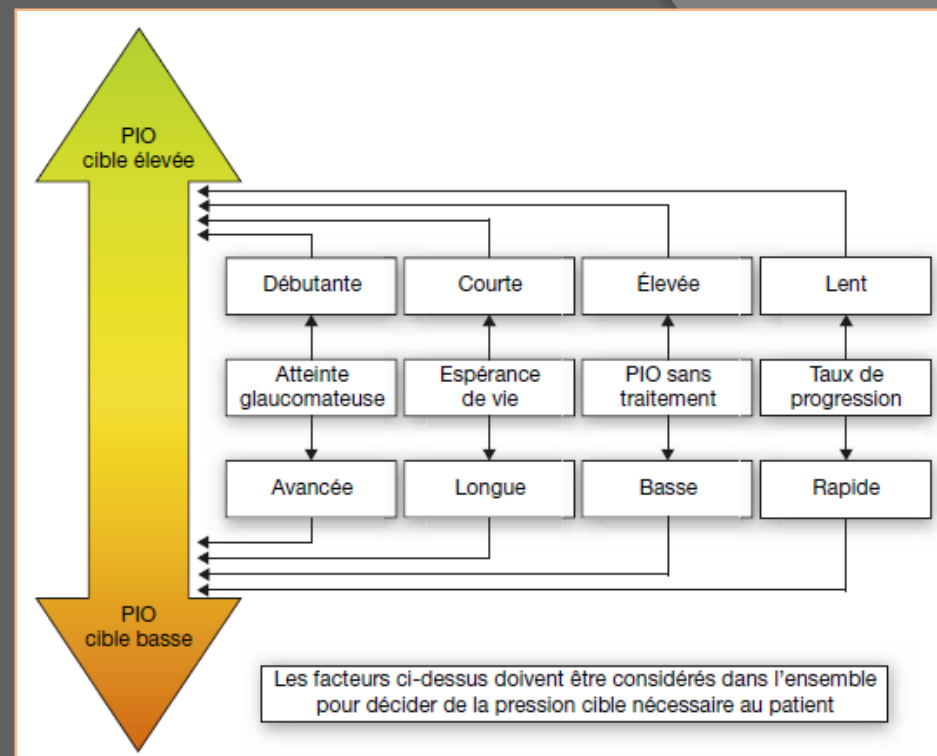 PIO
cible élevée
Débutante
Courte
Élevée
Lent
Atteinte
glaucomateuse
Espérance
de vie
PIO sans
traitement
Taux de
progression
Avancée
Longue
Basse
Rapide
PIO
cible basse
Les facteurs ci-dessus doivent être considérés dans l'ensemble
pour décider de la pression cible nécessaire au patient